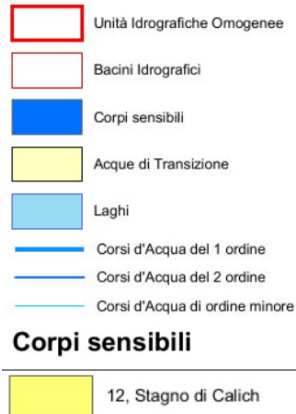 Unità Idrografiche Omogenee
Bacini Idrografici
Corpi sensibili
Acque di Transizione
Laghi
Corsi d'Acqua del 1 ordine
Corsi d'Acqua del 2 ordine
Corsi d'Acqua di ordine minore
Corpi sensibili
12, Stagno di Calich